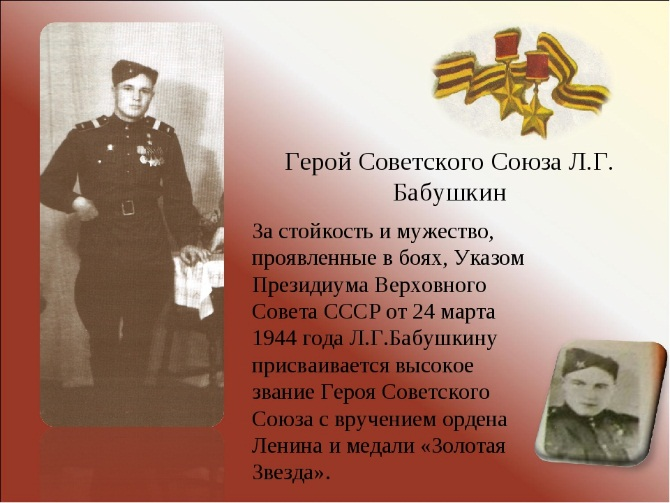 Герой Советского Союза Л.Г.
Бабушкин
За стойкость и мужество,
проявленные в боях, Указом
Президиума Верховного
Совета СССР от 24 марта
1944 года Л.Г.Бабушкину
присваивается высокое
звание Героя Советского
Союза с вручением ордена
Ленина и медали «Золотая
Звезда».